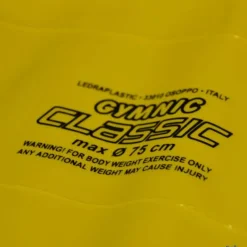 LEDRAPLASTIC - 33010 OSOPPO - ITALY
GYMNIC
CLASSIC
max Ø 75 cm
WARNING! FOR BODY WEIGHT EXERCISE ONLY
ANY ADDITIONAL WEIGHT MAY CAUSE INJURY